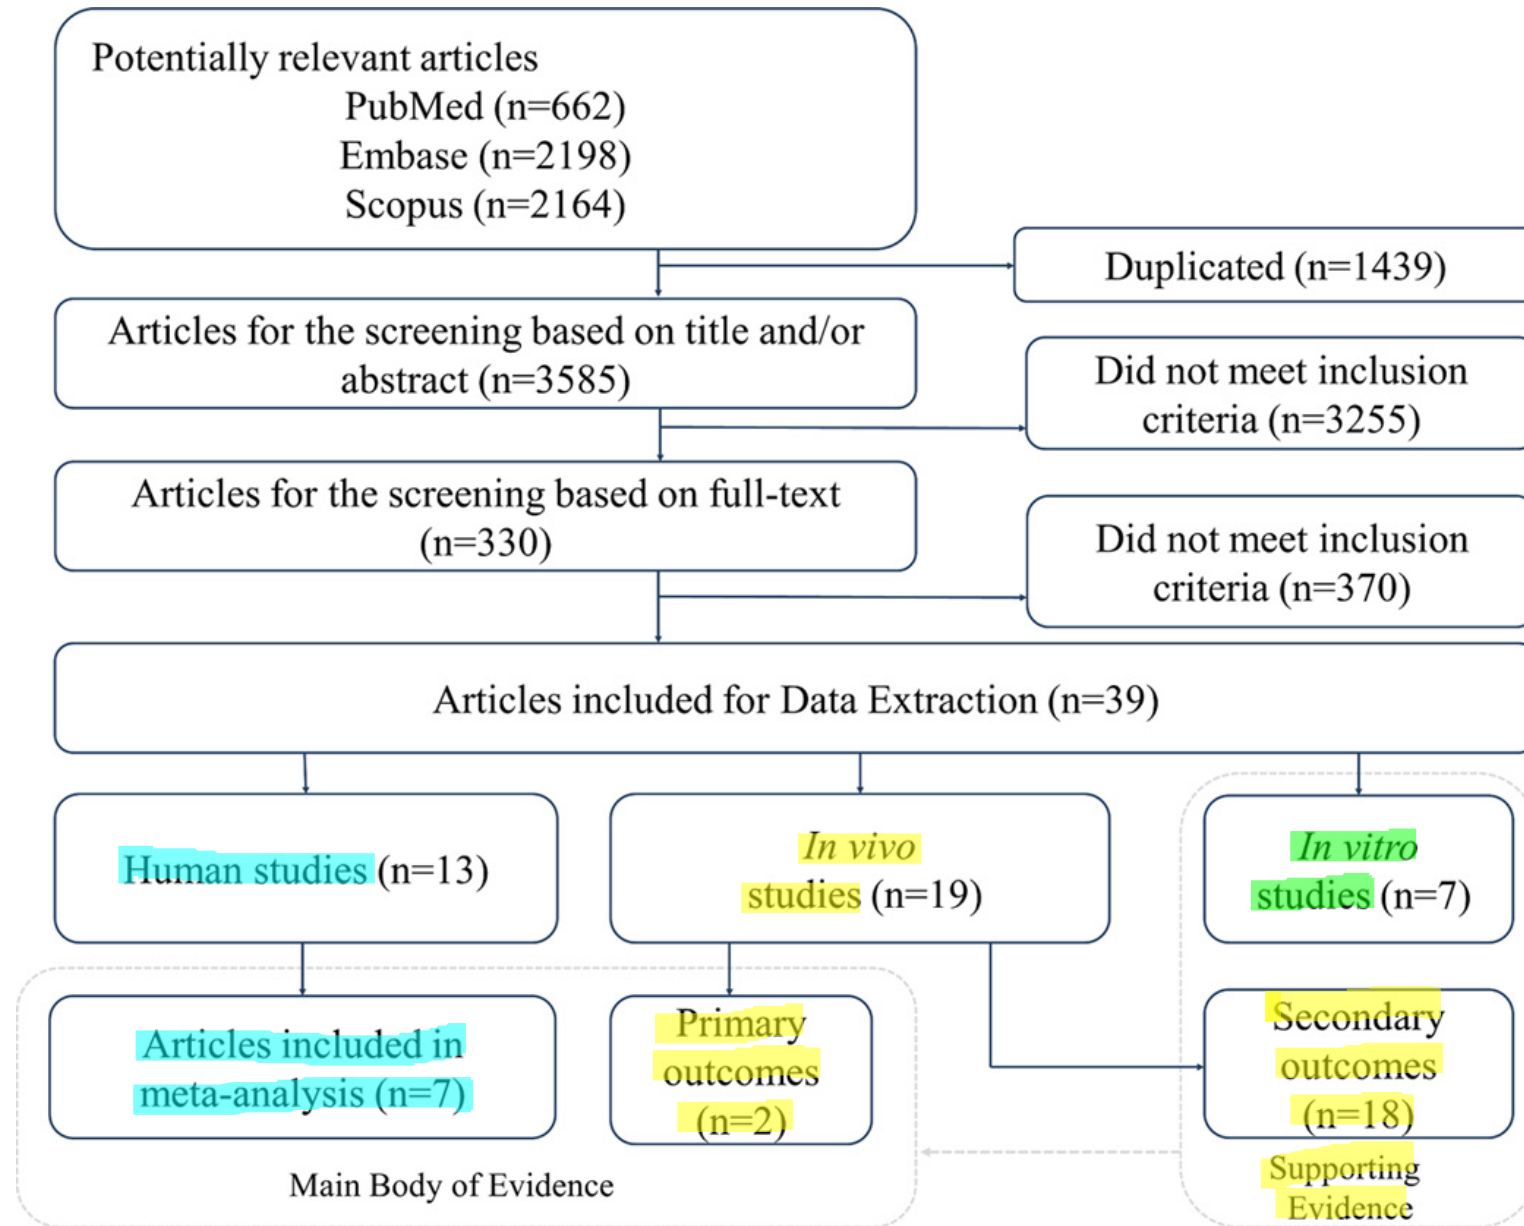 Potentially relevant articles
PubMed (n=662)
Embase (n=2198)
Scopus (n=2164)
Duplicated (n=1439)
Articles for the screening based on title and/or
abstract (n=3585)
Did not meet inclusion
criteria (n=3255)
Articles for the screening based on full-text
(n=330)
Did not meet inclusion
criteria (n=370)
Articles included for Data Extraction (n=39)
Human studies (n=13)
In vivo
studies (n=19)
In vitro
studies (n=7)
Articles included in
meta-analysis (n=7)
Primary
outcomes
(n=2)
Secondary
outcomes
(n=18)
Main Body of Evidence
Supporting
Evidence